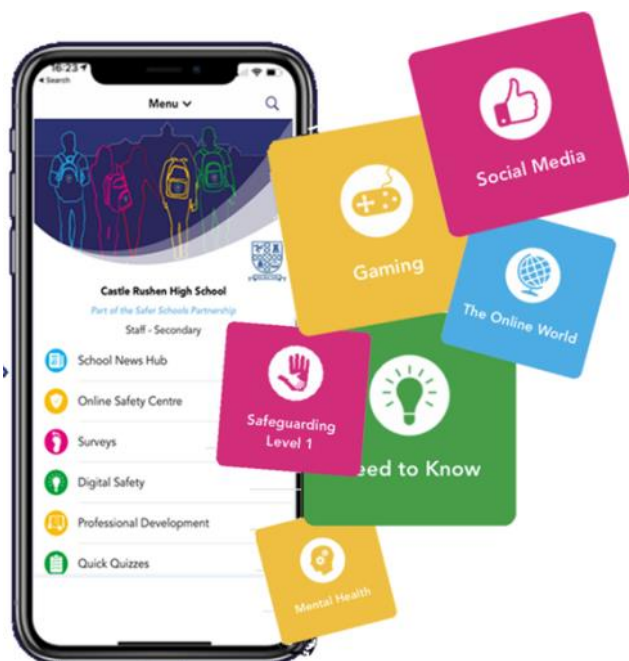 16:23
Search
Menu
Castle Rushen High School
Part of the Safer Schools Partnership
Staff - Secondary
School News Hub
Online Safety Centre
Surveys
Digital Safety
Professional Development
Quick Quizzes
Social Media
Gaming
The Online World
Safeguarding
Level 1
eed to Know
Mental Health